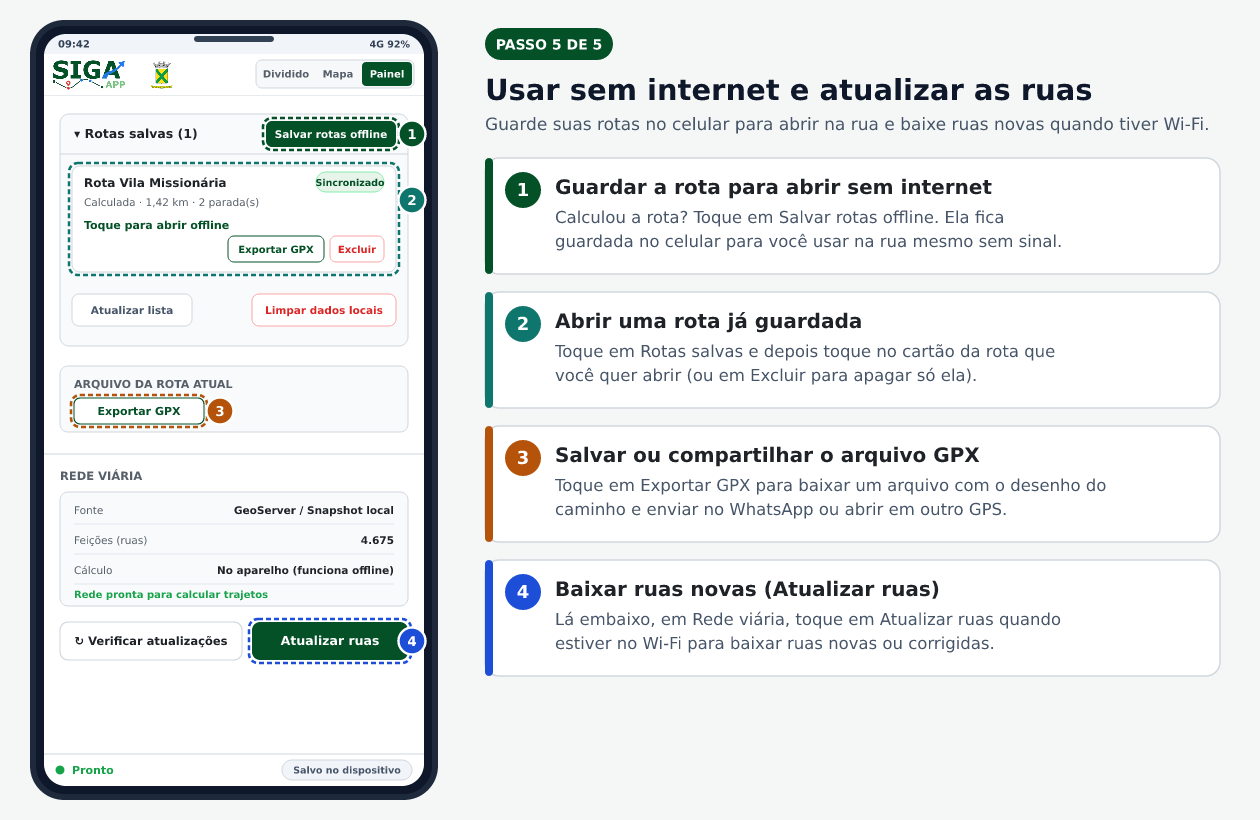 09:42
4G 92%
SIGA
APP
Dividido
Mapa
Painel
▾ Rotas salvas (1)
Salvar rotas offline
1
Rota Vila Missionária
Sincronizado
2
Calculada · 1,42 km · 2 parada(s)
Toque para abrir offline
Exportar GPX
Excluir
Atualizar lista
Limpar dados locais
ARQUIVO DA ROTA ATUAL
Exportar GPX
3
REDE VIÁRIA
Fonte
GeoServer / Snapshot local
Feições (ruas)
4.675
Cálculo
No aparelho (funciona offline)
Rede pronta para calcular trajetos
↻ Verificar atualizações
Atualizar ruas
4
Pronto
Salvo no dispositivo
PASSO 5 DE 5
Usar sem internet e atualizar as ruas
Guarde suas rotas no celular para abrir na rua e baixe ruas novas quando tiver Wi-Fi.
1
Guardar a rota para abrir sem internet
Calculou a rota? Toque em Salvar rotas offline. Ela fica
guardada no celular para você usar na rua mesmo sem sinal.
2
Abrir uma rota já guardada
Toque em Rotas salvas e depois toque no cartão da rota que
você quer abrir (ou em Excluir para apagar só ela).
3
Salvar ou compartilhar o arquivo GPX
Toque em Exportar GPX para baixar um arquivo com o desenho do
caminho e enviar no WhatsApp ou abrir em outro GPS.
4
Baixar ruas novas (Atualizar ruas)
Lá embaixo, em Rede viária, toque em Atualizar ruas quando
estiver no Wi-Fi para baixar ruas novas ou corrigidas.